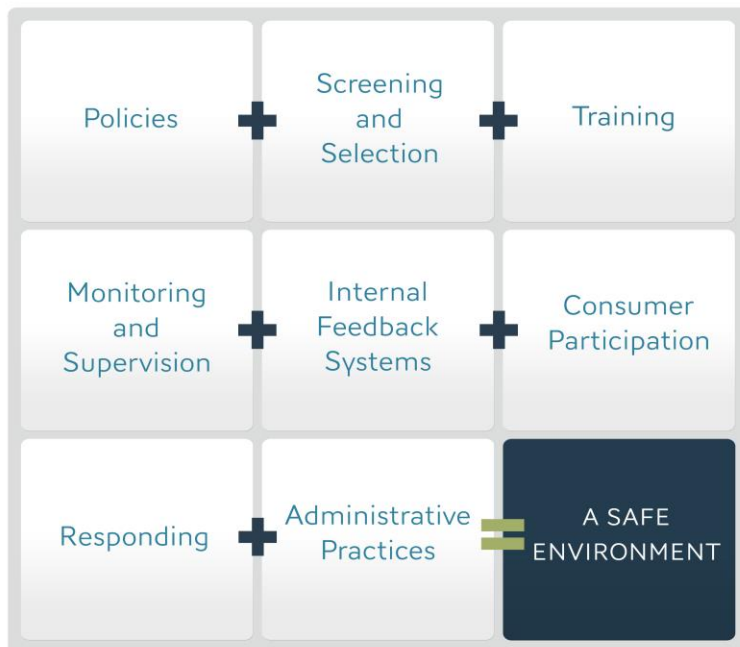 Policies
Screening
and
Selection
Training
Monitoring
and
Supervision
Internal
Feedback
Systems
Consumer
Participation
Responding
Administrative
Practices
A SAFE
ENVIRONMENT